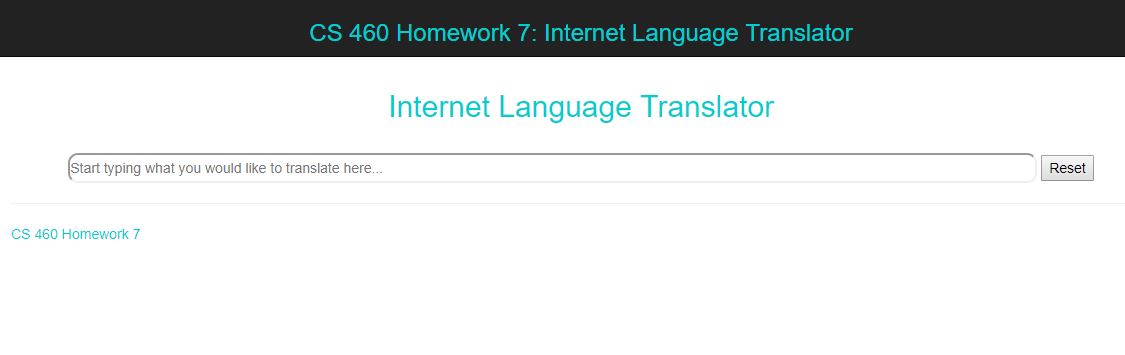 CS 460 Homework 7: Internet Language Translator
Internet Language Translator
Start typing what you would like to translate here... Reset
CS 460 Homework 7